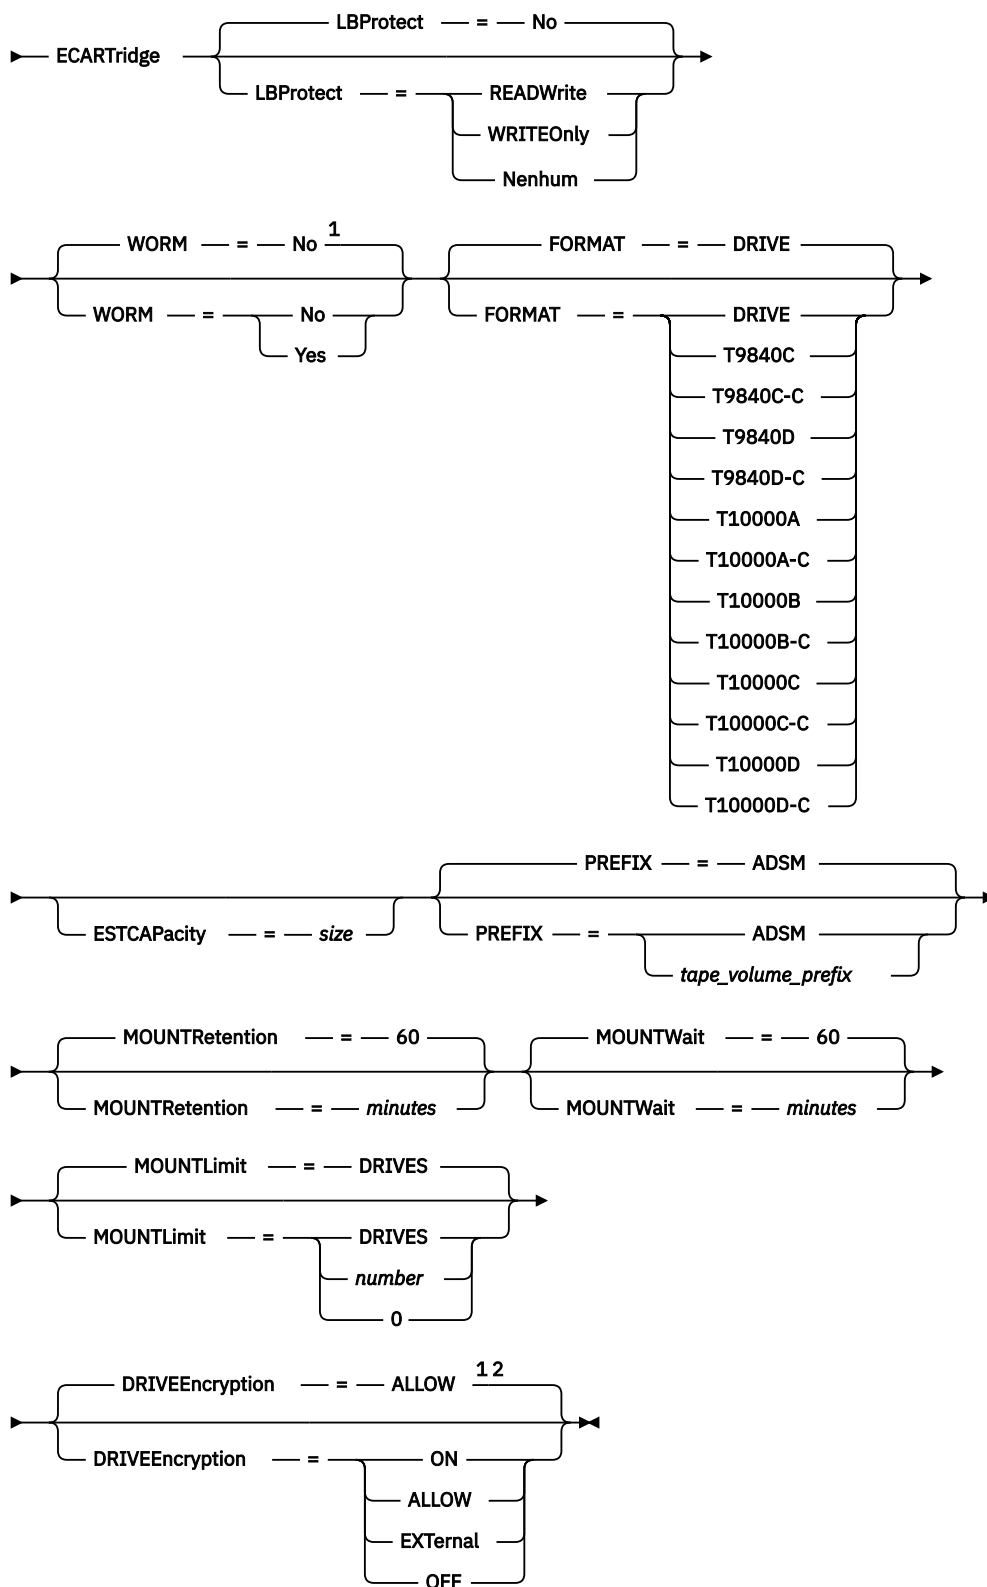 LBProtect = No
ECARTridge
LBProtect = READWrite
WRITEOnly
Nenhum
WORM = No 1 FORMAT = DRIVE
WORM = No FORMAT = DRIVE
Yes T9840C
T9840C-C
T9840D
T9840D-C
T10000A
T10000A-C
T10000B
T10000B-C
T10000C
T10000C-C
T10000D
T10000D-C
PREFIX = ADSM
ESTCAPacity = size PREFIX = ADSM
tape_volume_prefix
MOUNTRetention = 60 MOUNTWait = 60
MOUNTRetention = minutes MOUNTWait = minutes
MOUNTLimit = DRIVES
MOUNTLimit = DRIVES
number
0
DRIVEEncryption = ALLOW 1 2
DRIVEEncryption = ON
ALLOW
EXTernal
OFF